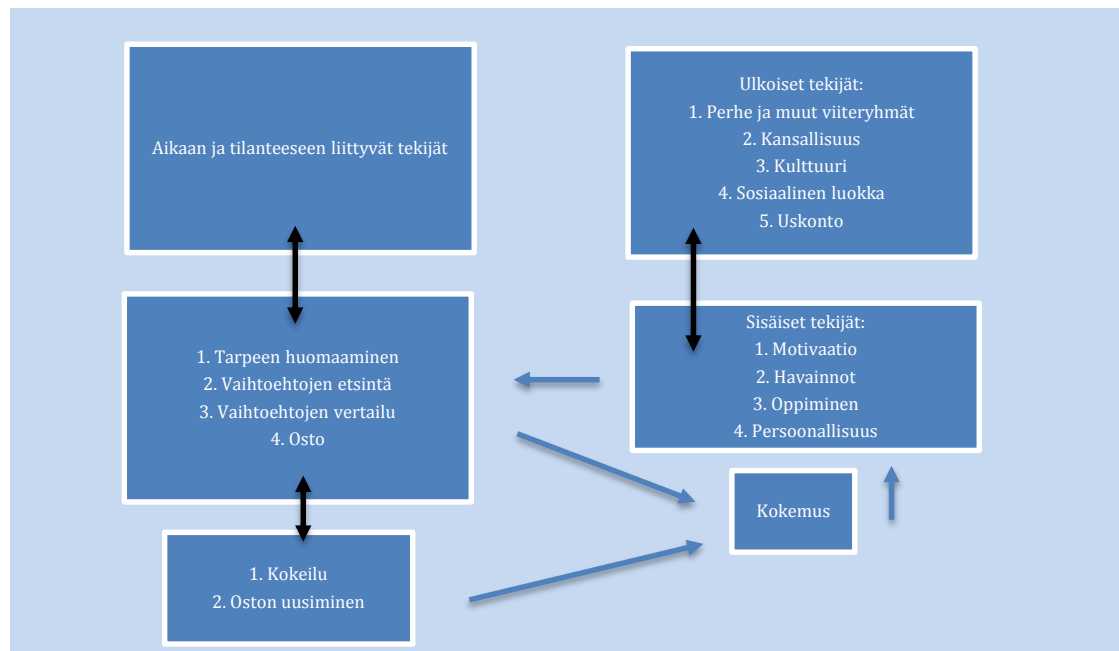 Aikaan ja tilanteeseen liittyvät tekijät
Ulkoiset tekijät:
1. Perhe ja muut viiteryhmät
2. Kansallisuus
3. Kulttuuri
4. Sosiaalinen luokka
5. Uskonto
1. Tarpeen huomaaminen
2. Vaihtoehtojen etsintä
3. Vaihtoehtojen vertailu
4. Osto
Sisäiset tekijät:
1. Motivaatio
2. Havainnot
3. Oppiminen
4. Persoonallisuus
Kokemus
1. Kokeilu
2. Oston uusiminen